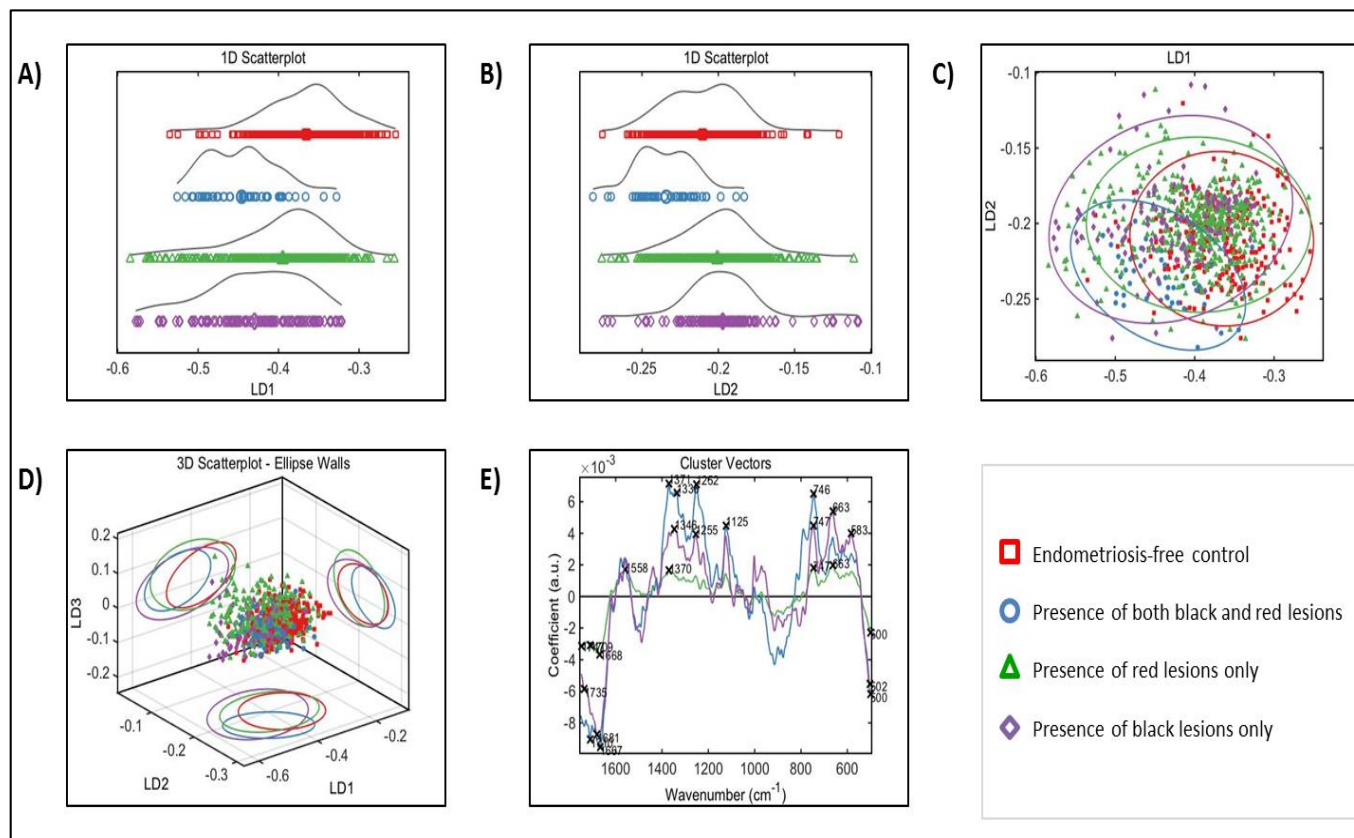 A)
1D Scatterplot
-0.6 -0.5 -0.4 -0.3
LD1
B)
1D Scatterplot
-0.25 -0.2 -0.15 -0.1
LD2
C)
LD1
-0.1
-0.15
-0.2
-0.25
LD2
-0.6 -0.5 -0.4 -0.3
D)
3D Scatterplot - Ellipse Walls
0.2
0.1
0
-0.1
-0.2
LD3
-0.1
-0.2
-0.3
LD2
-0.6
-0.4
-0.2
LD1
E)
×10⁻³
Cluster Vectors
6
4
2
0
-2
-4
-6
-8
Coefficient (a.u.)
1371
1262
1346
1255
1125
1558
1370
746
747
663
583
663
1668
1735
1681
600
602
600
1600 1400 1200 1000 800 600
Wavenumber (cm⁻¹)
Endometriosis-free control
Presence of both black and red lesions
Presence of red lesions only
Presence of black lesions only